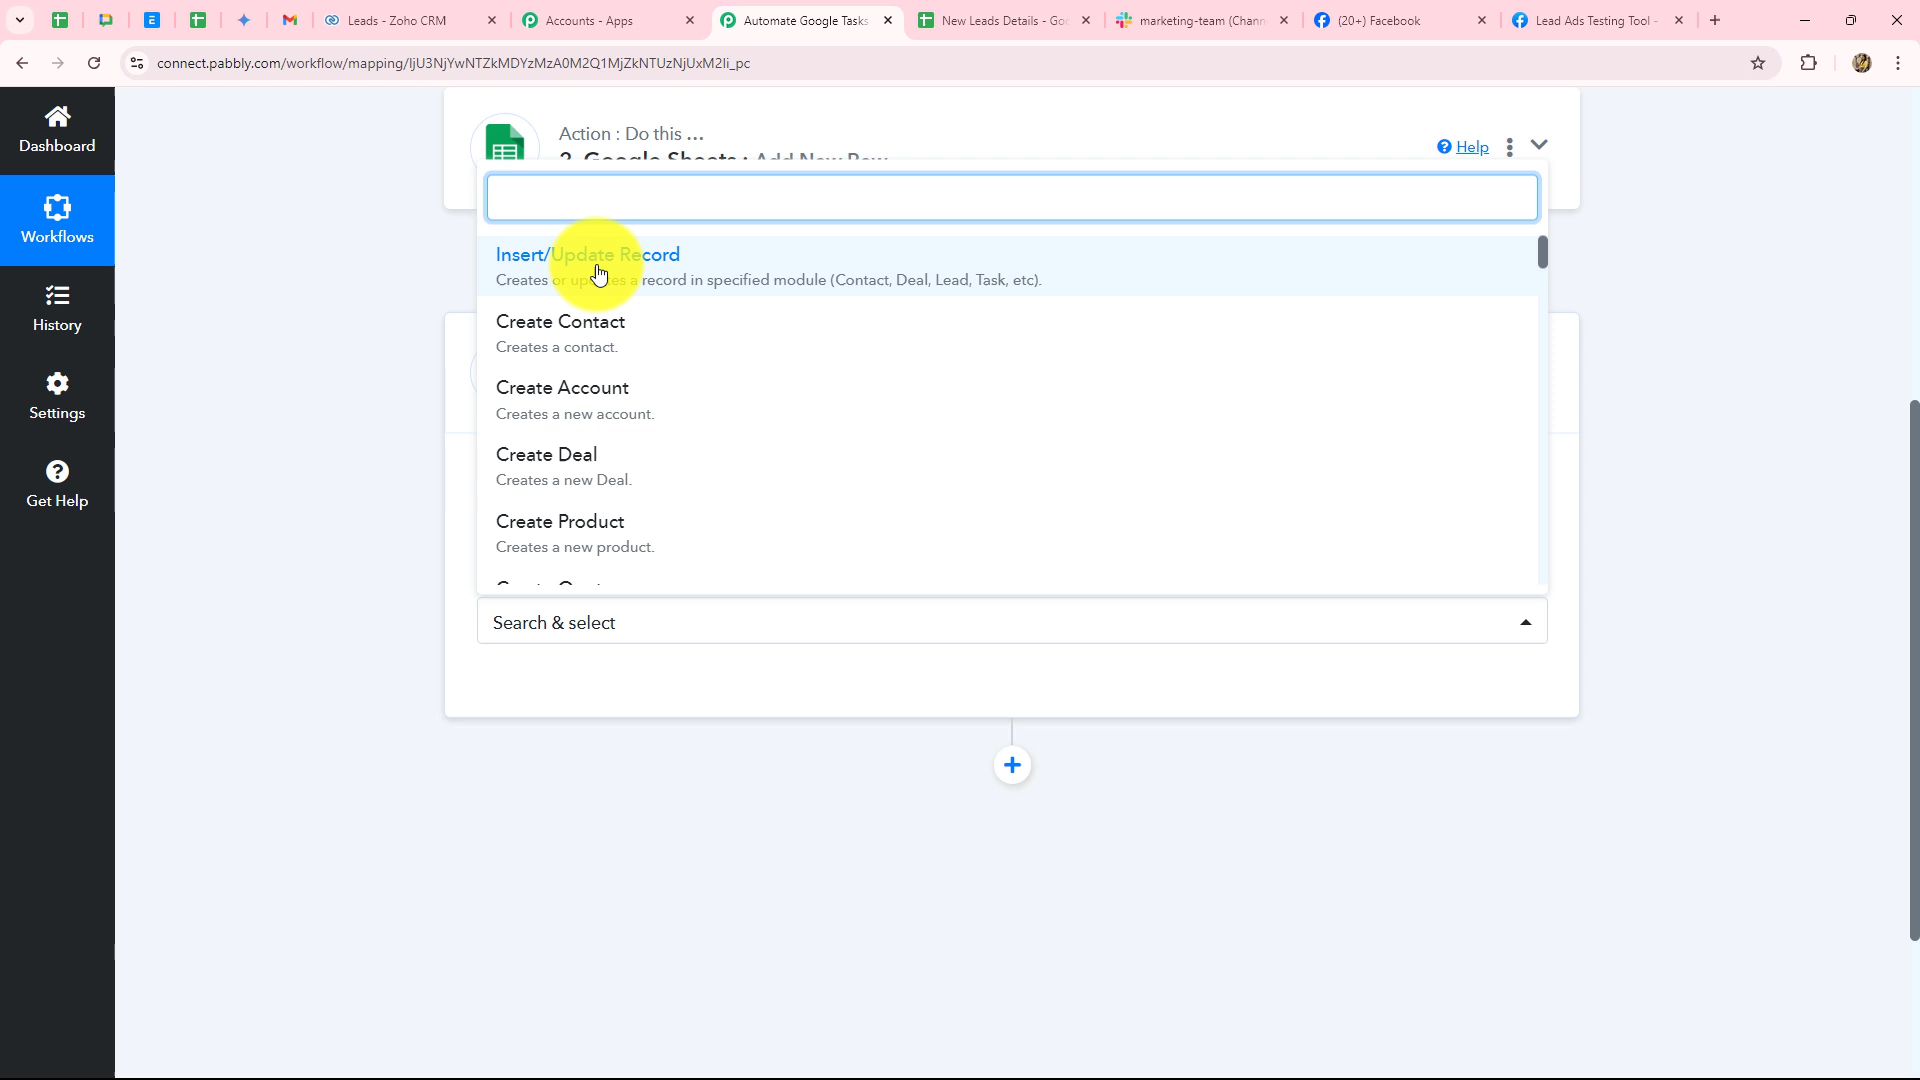 Leads - Zoho CRM
Accounts - Apps
Automate Google Tasks
New Leads Details - Go
marketing-team (Chann
(20+) Facebook
Lead Ads Testing Tool -
connect.pabbly.com/workflow/mapping/IjU3NjYwNTZkMDYzMzA0M2Q1MjZkNTUzNjUxM2Ii_pc
Dashboard
Workflows
History
Settings
Get Help
Action : Do this ...
2. Google Sheets : Add New Row
Help
Insert/Update Record
Creates or updates a record in specified module (Contact, Deal, Lead, Task, etc).
Create Contact
Creates a contact.
Create Account
Creates a new account.
Create Deal
Creates a new Deal.
Create Product
Creates a new product.
Search & select